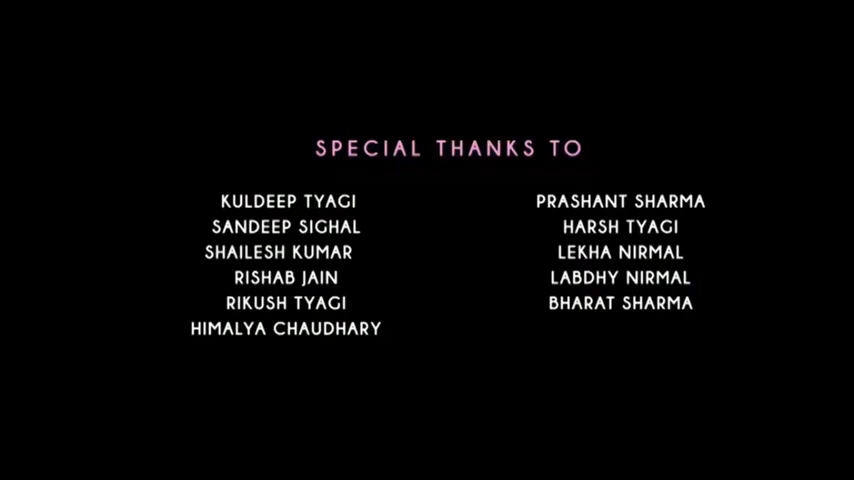 SPECIAL THANKS TO
KULDEEP TYAGI
SANDEEP SIGHAL
SHAILESH KUMAR
RISHAB JAIN
RIKUSH TYAGI
HIMALYA CHAUDHARY
PRASHANT SHARMA
HARSH TYAGI
LEKHA NIRMAL
LABDHY NIRMAL
BHARAT SHARMA